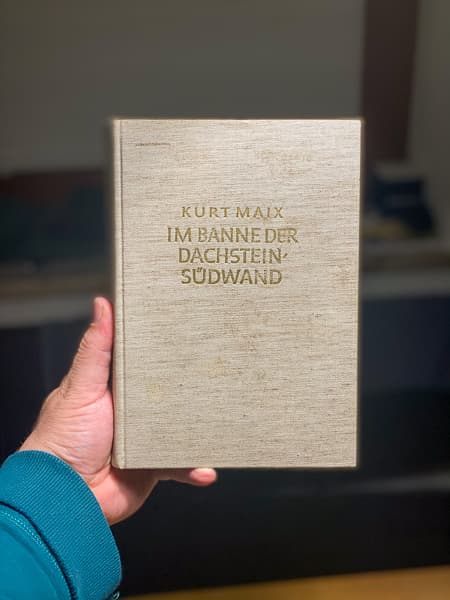 KURT MAIX
IM BANNE DER
DACHSTEIN-
SÜDWAND